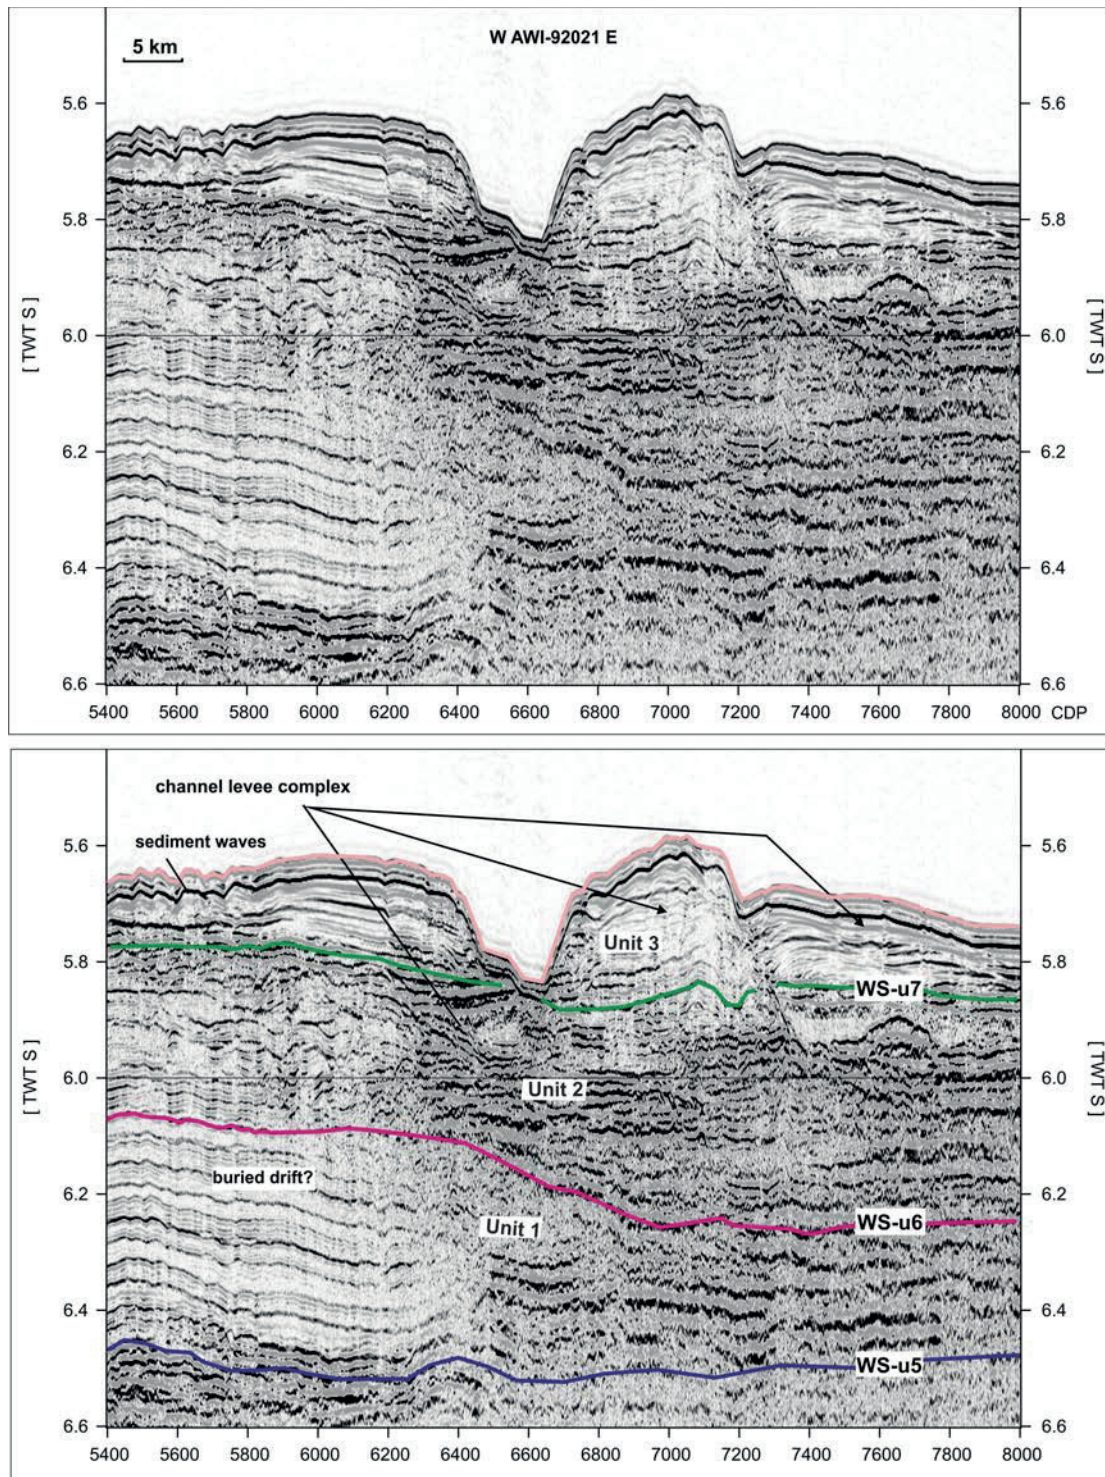 W AWI-92021 E
5 km
5.6 5.6
5.8 5.8
[ TWT S ] 6.0 6.0 [ TWT S ]
6.2 6.2
6.4 6.4
6.6 6.6
5400 5600 5800 6000 6200 6400 6600 6800 7000 7200 7400 7600 7800 8000 CDP
channel levee complex
sediment waves
5.6 5.6
Unit 3
5.8 5.8
WS-u7
[ TWT S ] 6.0 6.0 [ TWT S ]
Unit 2
buried drift?
6.2 6.2
Unit 1
WS-u6
6.4 6.4
WS-u5
6.6 6.6
5400 5600 5800 6000 6200 6400 6600 6800 7000 7200 7400 7600 7800 8000